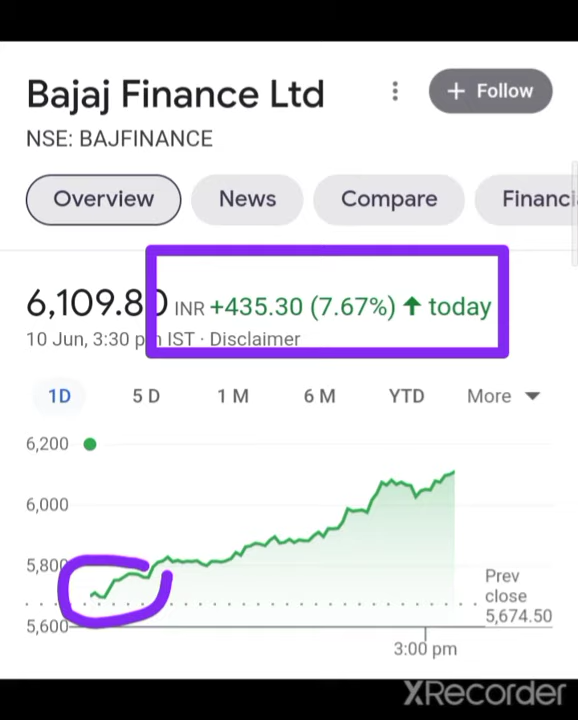 Bajaj Finance Ltd
+ Follow
NSE: BAJFINANCE
Overview
News
Compare
Financi
6,109.80 INR +435.30 (7.67%) ↑ today
10 Jun, 3:30 pm IST · Disclaimer
1D
5 D
1 M
6 M
YTD
More
6,200
6,000
5,800
5,600
Prev
close
5,674.50
3:00 pm
XRecorder